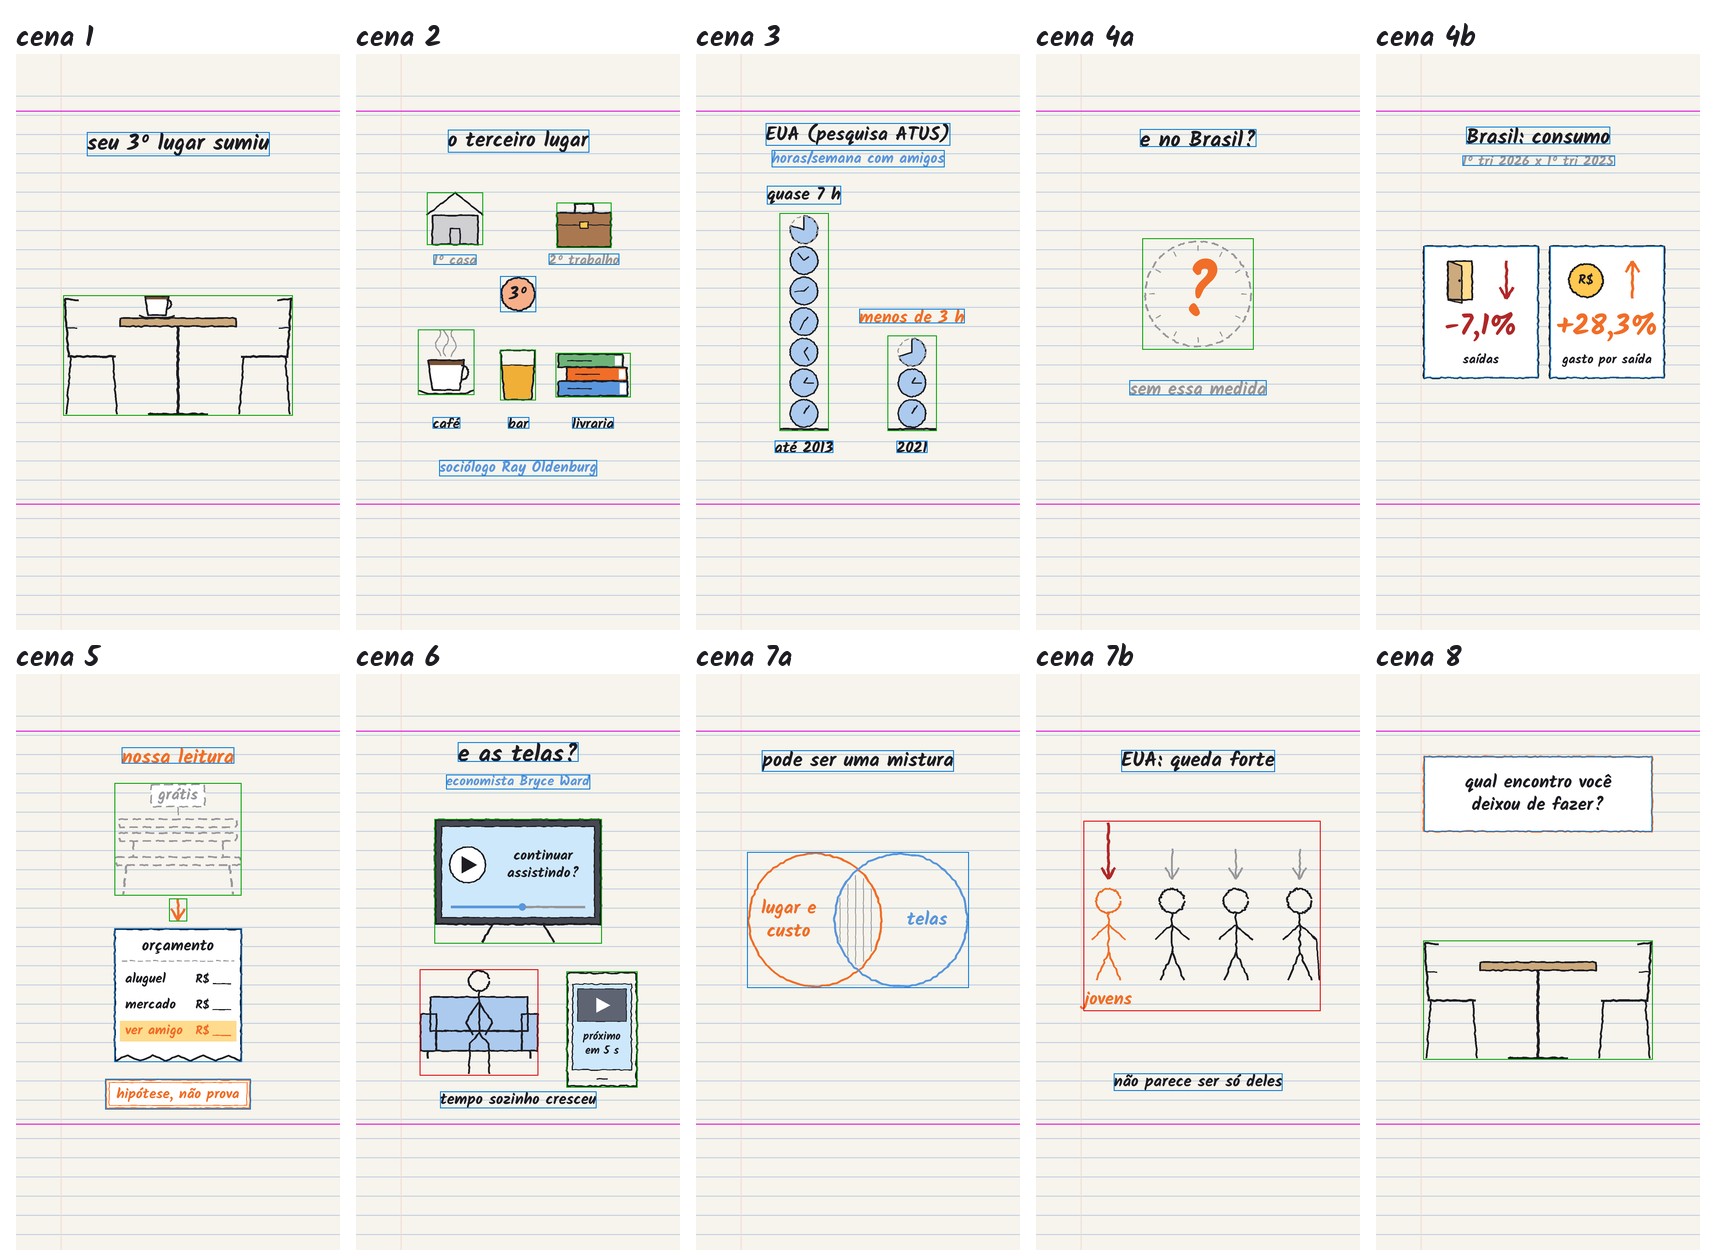 cena 1
seu 3º lugar sumiu
cena 2
o terceiro lugar
1º casa
2º trabalho
3º
café
bar
livraria
sociólogo Ray Oldenburg
cena 3
EUA (pesquisa ATUS)
horas/semana com amigos
quase 7 h
menos de 3 h
até 2013
2021
cena 4a
e no Brasil?
?
sem essa medida
cena 4b
Brasil: consumo
1º tri 2026 x 1º tri 2025
R$
-7,1%
+28,3%
saídas
gasto por saída
cena 5
nossa leitura
grátis
orçamento
aluguel R$ __
mercado R$ __
ver amigo R$ __
hipótese, não prova
cena 6
e as telas?
economista Bryce Ward
continuar
assistindo?
próximo
em 5 s
tempo sozinho cresceu
cena 7a
pode ser uma mistura
lugar e
custo
telas
cena 7b
EUA: queda forte
jovens
não parece ser só deles
cena 8
qual encontro você
deixou de fazer?